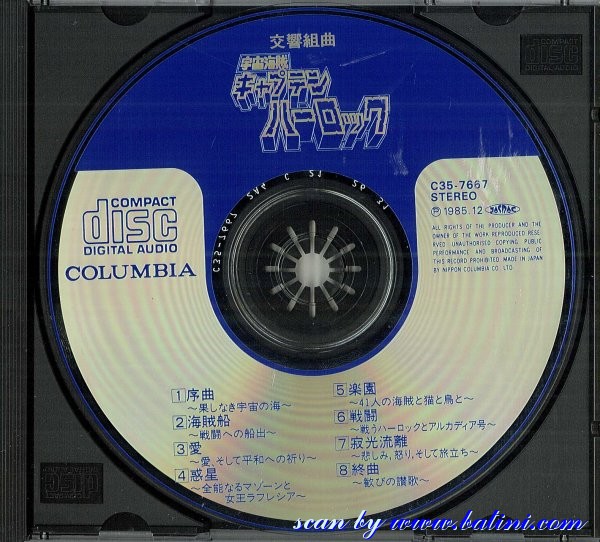 交響組曲
宇宙海賊
キャプテン
ハーロック
COMPACT
disc
DIGITAL AUDIO
COLUMBIA
C35-7667
STEREO
Ⓟ1985.12
ALL RIGHTS OF THE PRODUCER AND THE
OWNER OF THE WORK REPRODUCED RESE-
RVED. UNAUTHORISED COPYING, PUBLIC
PERFORMANCE AND BROADCASTING OF
THIS RECORD PROHIBITED. MADE IN JAPAN
BY NIPPON COLUMBIA CO. LTD.
1 序曲
〜果しなき宇宙の海〜
2 海賊船
〜戦闘への船出〜
3 愛
〜愛、そして平和への祈り〜
4 惑星
〜全能なるマゾーンと
女王ラフレシア〜
5 楽園
〜41人の海賊と猫と鳥と〜
6 戦闘
〜戦うハーロックとアルカディア号〜
7 寂光流離
〜悲しみ、怒り、そして旅立ち〜
8 終曲
〜歓びの讃歌〜
COMPACT
disc
DIGITAL AUDIO
scan by www.batini.com